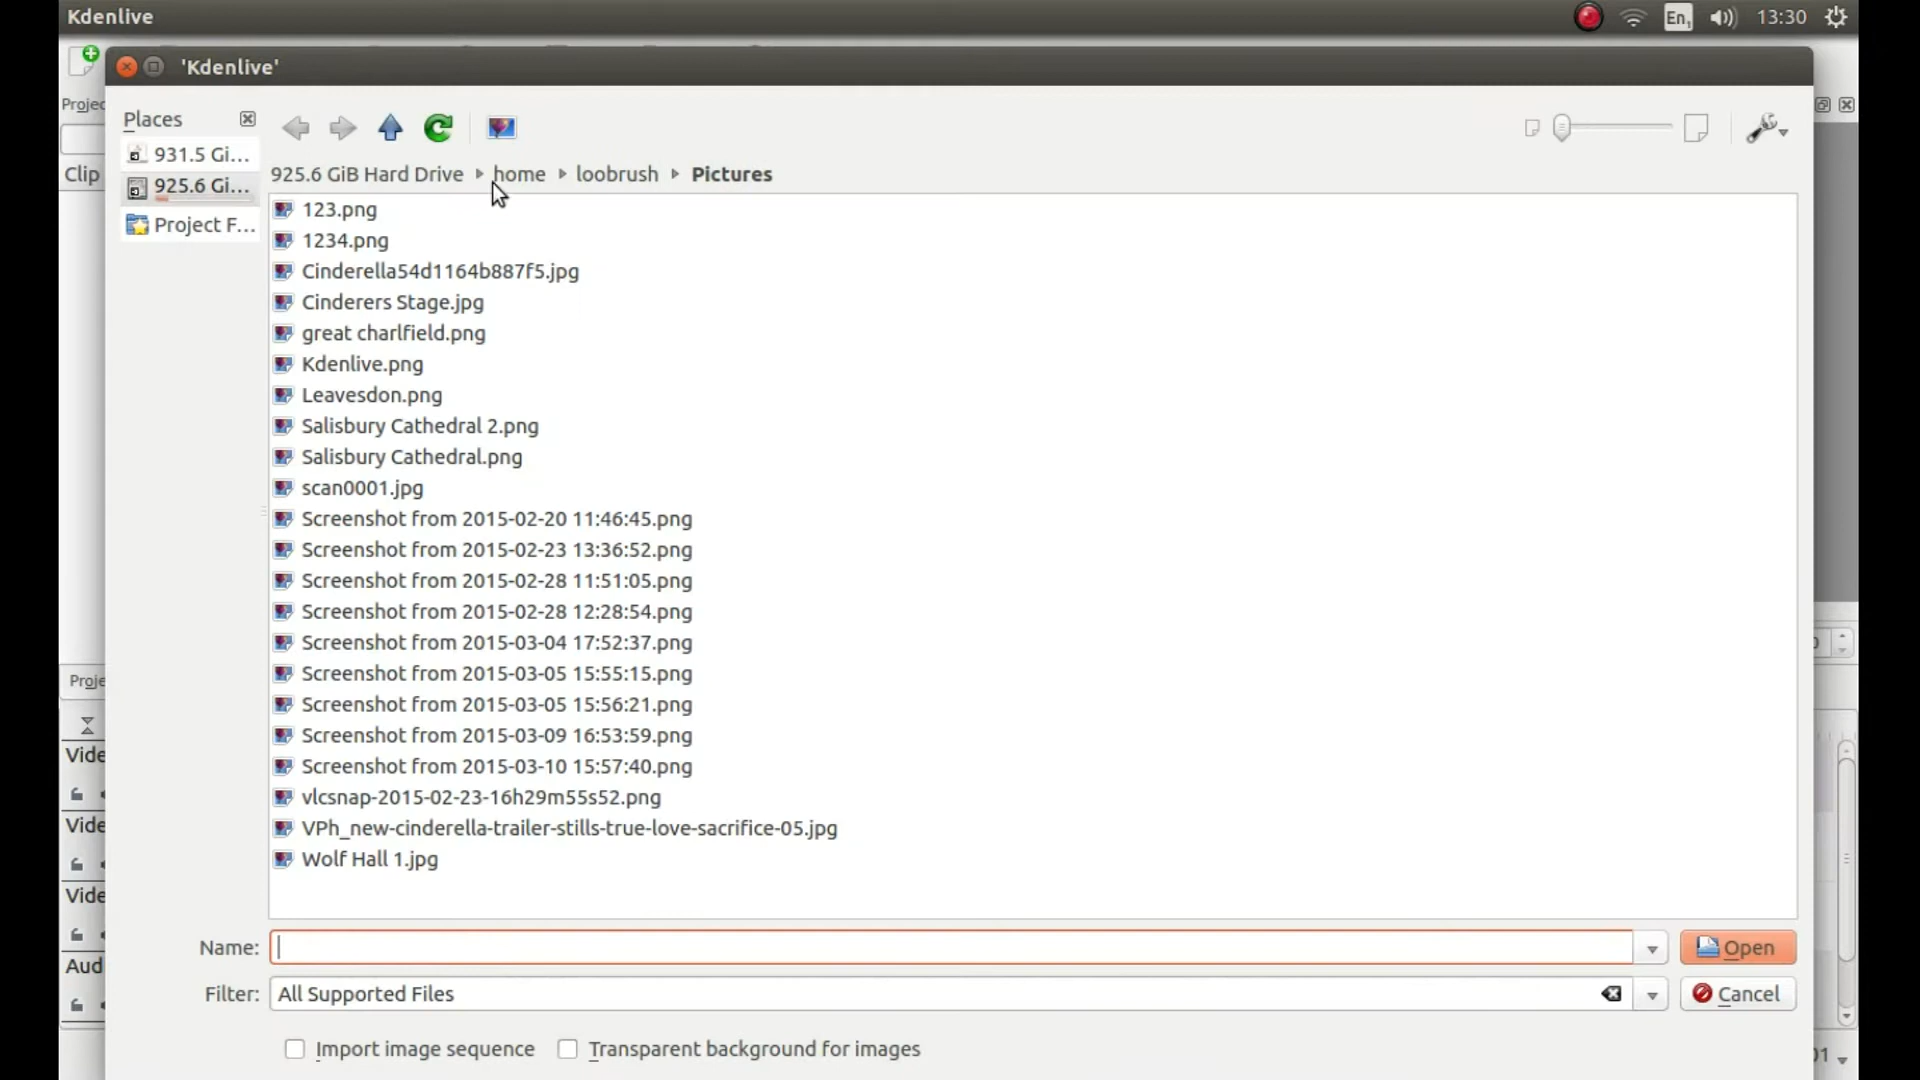 Kdenlive
En1 13:30
'Kdenlive'
Projec
Places
931.5 Gi...
925.6 Gi...
Project F...
Clip
925.6 GiB Hard Drive home loobrush Pictures
123.png
1234.png
Cinderella54d1164b887f5.jpg
Cinderers Stage.jpg
great charlfield.png
Kdenlive.png
Leavesdon.png
Salisbury Cathedral 2.png
Salisbury Cathedral.png
scan0001.jpg
Screenshot from 2015-02-20 11:46:45.png
Screenshot from 2015-02-23 13:36:52.png
Screenshot from 2015-02-28 11:51:05.png
Screenshot from 2015-02-28 12:28:54.png
Screenshot from 2015-03-04 17:52:37.png
Screenshot from 2015-03-05 15:55:15.png
Screenshot from 2015-03-05 15:56:21.png
Screenshot from 2015-03-09 16:53:59.png
Screenshot from 2015-03-10 15:57:40.png
vlcsnap-2015-02-23-16h29m55s52.png
VPh_new-cinderella-trailer-stills-true-love-sacrifice-05.jpg
Wolf Hall 1.jpg
Proje
Vide
Vide
Vide
Aud
Name:
Open
Filter: All Supported Files
Cancel
Import image sequence
Transparent background for images